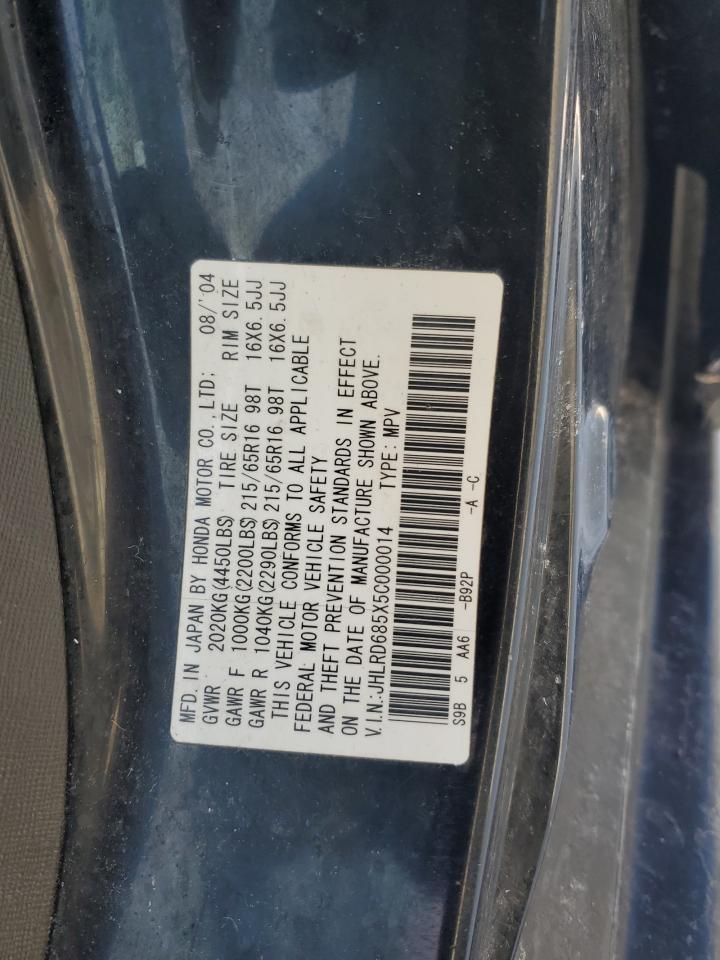 MFD. IN JAPAN BY HONDA MOTOR CO., LTD; 08/'04
GVWR 2020KG(4450LBS) TIRE SIZE RIM SIZE
GAWR F 1000KG(2200LBS)215/65R16 98T 16X6.5JJ
GAWR R 1040KG(2290LBS)215/65R16 98T 16X6.5JJ
THIS VEHICLE CONFORMS TO ALL APPLICABLE
FEDERAL MOTOR VEHICLE SAFETY
AND THEFT PREVENTION STANDARDS IN EFFECT
ON THE DATE OF MANUFACTURE SHOWN ABOVE.
V.I.N.:JHLRD685X5C000014 TYPE: MPV
S9B 5 AA6 -B92P -A -C